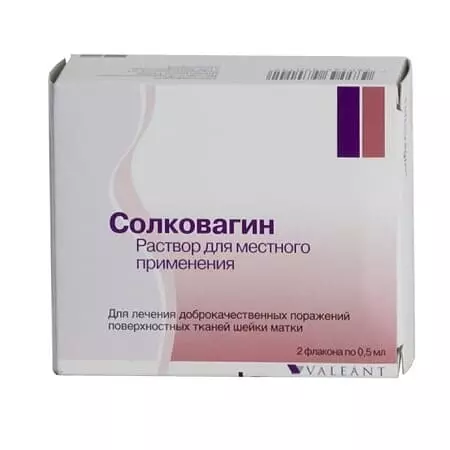 Солковагин
Раствор для местного
применения
Для лечения доброкачественных поражений
поверхностных тканей шейки матки
2 флакона по 0,5 мл
VALEANT